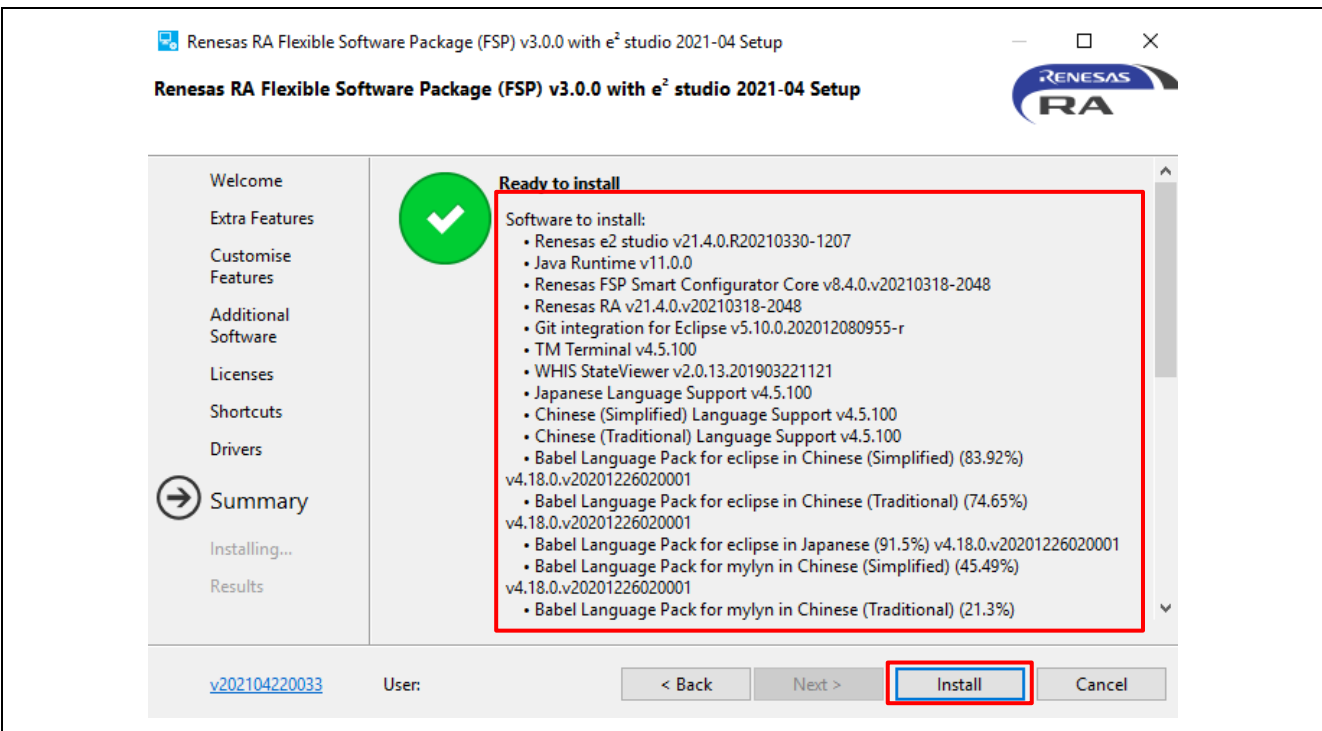 Renesas RA Flexible Software Package (FSP) v3.0.0 with e² studio 2021-04 Setup
Renesas RA Flexible Software Package (FSP) v3.0.0 with e² studio 2021-04 Setup
RENESAS
RA
Welcome
Extra Features
Customise
Features
Additional
Software
Licenses
Shortcuts
Drivers
Summary
Installing...
Results
Ready to install
Software to install:
• Renesas e2 studio v21.4.0.R20210330-1207
• Java Runtime v11.0.0
• Renesas FSP Smart Configurator Core v8.4.0.v20210318-2048
• Renesas RA v21.4.0.v20210318-2048
• Git integration for Eclipse v5.10.0.202012080955-r
• TM Terminal v4.5.100
• WHIS StateViewer v2.0.13.201903221121
• Japanese Language Support v4.5.100
• Chinese (Simplified) Language Support v4.5.100
• Chinese (Traditional) Language Support v4.5.100
• Babel Language Pack for eclipse in Chinese (Simplified) (83.92%)
v4.18.0.v20201226020001
• Babel Language Pack for eclipse in Chinese (Traditional) (74.65%)
v4.18.0.v20201226020001
• Babel Language Pack for eclipse in Japanese (91.5%) v4.18.0.v20201226020001
• Babel Language Pack for mylyn in Chinese (Simplified) (45.49%)
v4.18.0.v20201226020001
• Babel Language Pack for mylyn in Chinese (Traditional) (21.3%)
v202104220033
User:
< Back
Next >
Install
Cancel